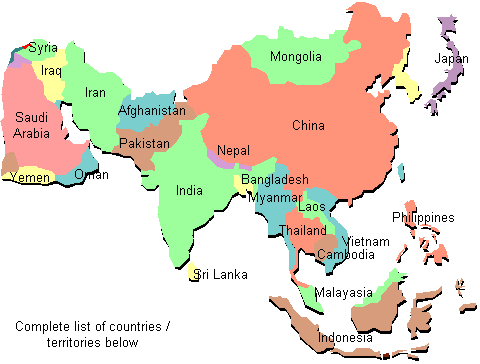 Syria
Mongolia
Japan
Iraq
Iran
Afghanistan
Saudi
Arabia
China
Pakistan
Nepal
Yemen
Oman
India
Bangladesh
Myanmar
Laos
Philippines
Thailand
Vietnam
Cambodia
Sri Lanka
Malayasia
Indonesia
Complete list of countries /
territories below